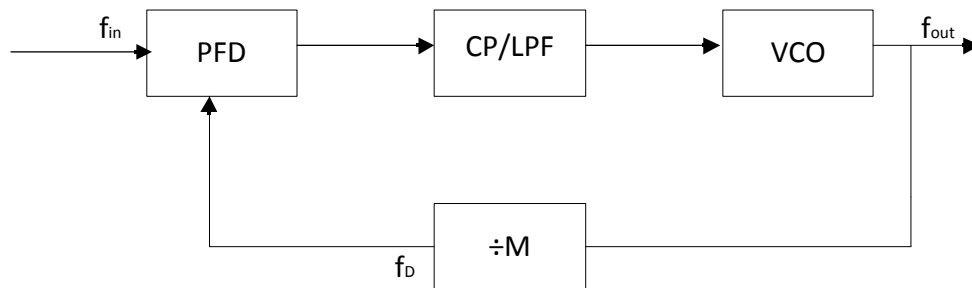 fin
PFD
CP/LPF
VCO
fout
÷M
fD